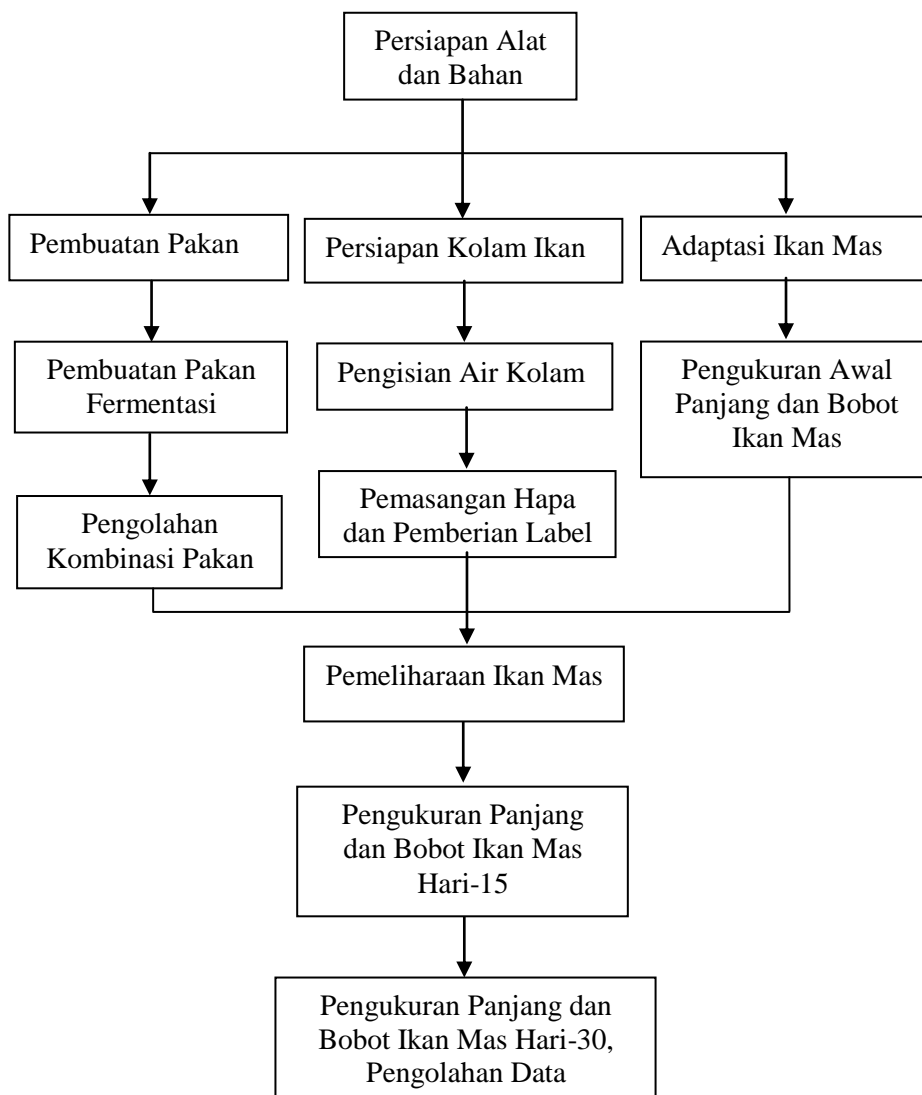 Persiapan Alat
dan Bahan
Pembuatan Pakan
Persiapan Kolam Ikan
Adaptasi Ikan Mas
Pembuatan Pakan
Fermentasi
Pengisian Air Kolam
Pengukuran Awal
Panjang dan Bobot
Ikan Mas
Pengolahan
Kombinasi Pakan
Pemasangan Hapa
dan Pemberian Label
Pemeliharaan Ikan Mas
Pengukuran Panjang
dan Bobot Ikan Mas
Hari-15
Pengukuran Panjang dan
Bobot Ikan Mas Hari-30,
Pengolahan Data